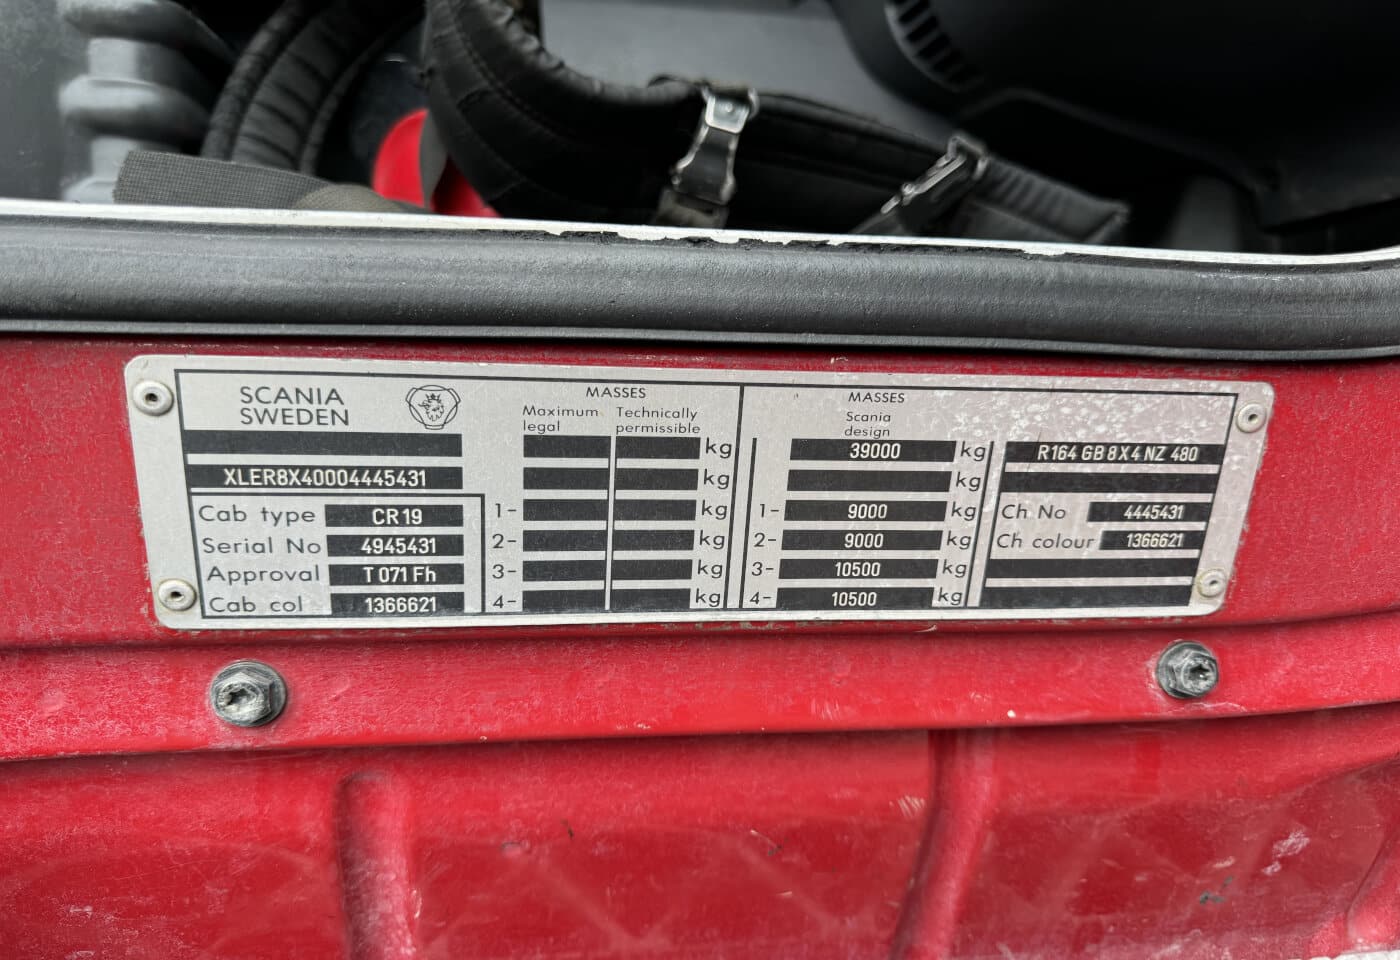 SCANIA
SWEDEN
XLER8X40004445431
Cab type CR19
Serial No 4945431
Approval T 071 Fh
Cab col 1366621
MASSES
Maximum legal Technically permissible
kg
kg
1- kg
2- kg
3- kg
4- kg
MASSES
Scania
design
39000 kg
kg
1- 9000 kg
2- 9000 kg
3- 10500 kg
4- 10500 kg
R164 GB 8X4 NZ 480
Ch No 4445431
Ch colour 1366621